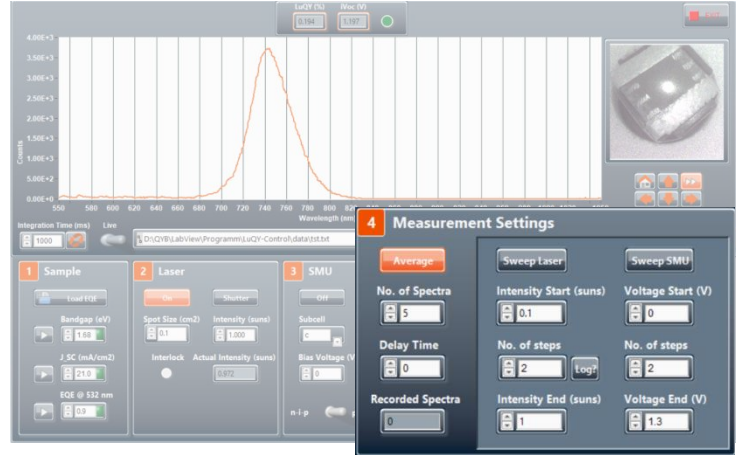 LuQY (%) iVoc (V)
0.194 1.197
4.00E+3
3.50E+3
3.00E+3
2.50E+3
2.00E+3
1.50E+3
1.00E+3
5.00E+2
0.00E+0
Counts
550 580 600 620 640 660 680 700 720 740 760 780 800 820
Wavelength (nm)
Integration Time (ms) Live
1000 D:\QYB\LabView\Programm\LuQY-Control\data\tst.txt
1 Sample
Load EQE
Bandgap (eV)
1.68
J_SC (mA/cm2)
21.0
EQE @ 532 nm
0.9
2 Laser
On Shutter
Spot Size (cm2) Intensity (suns)
0.1 1.000
Interlock Actual Intensity (suns)
0.972
3 SMU
Off
Subcell
c
Bias Voltage (V
0
n-i-p p
4 Measurement Settings
Average Sweep Laser Sweep SMU
No. of Spectra Intensity Start (suns) Voltage Start (V)
5 0.1 0
Delay Time No. of steps No. of steps
0 2 Log? 2
Recorded Spectra Intensity End (suns) Voltage End (V)
0 1 1.3